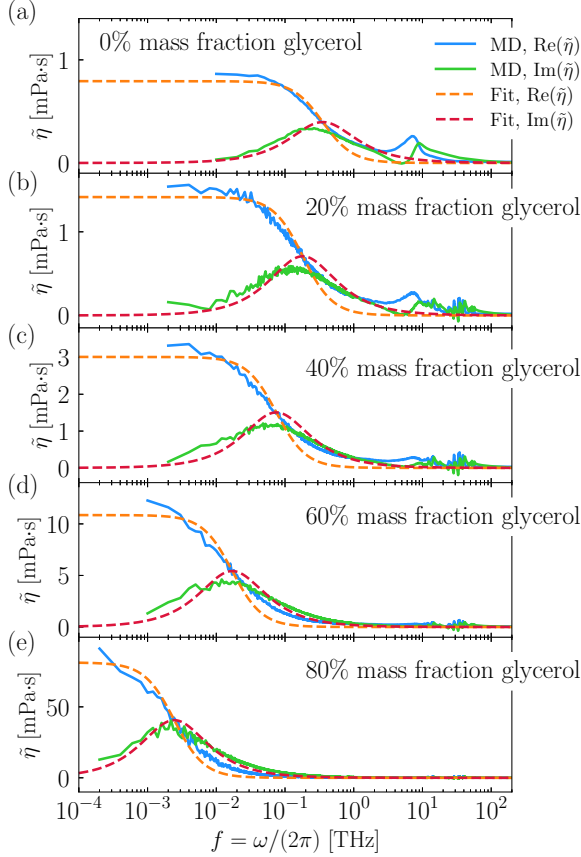 (a)
0% mass fraction glycerol
MD, Re(η̃)
MD, Im(η̃)
Fit, Re(η̃)
Fit, Im(η̃)
1
0
η̃ [mPa·s]
(b)
20% mass fraction glycerol
1
0
η̃ [mPa·s]
(c)
40% mass fraction glycerol
3
2
1
0
η̃ [mPa·s]
(d)
60% mass fraction glycerol
10
5
0
η̃ [mPa·s]
(e)
80% mass fraction glycerol
50
0
η̃ [mPa·s]
10⁻⁴ 10⁻³ 10⁻² 10⁻¹ 10⁰ 10¹ 10²
f = ω/(2π) [THz]